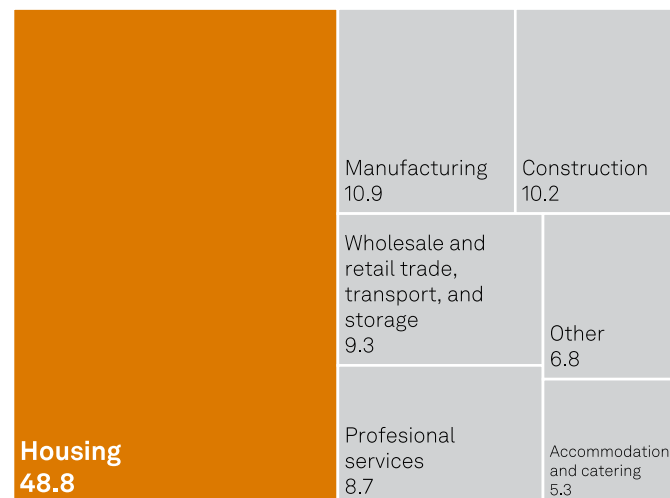 Housing
48.8
Manufacturing
10.9
Construction
10.2
Wholesale and
retail trade,
transport, and
storage
9.3
Other
6.8
Profesional
services
8.7
Accommodation
and catering
5.3